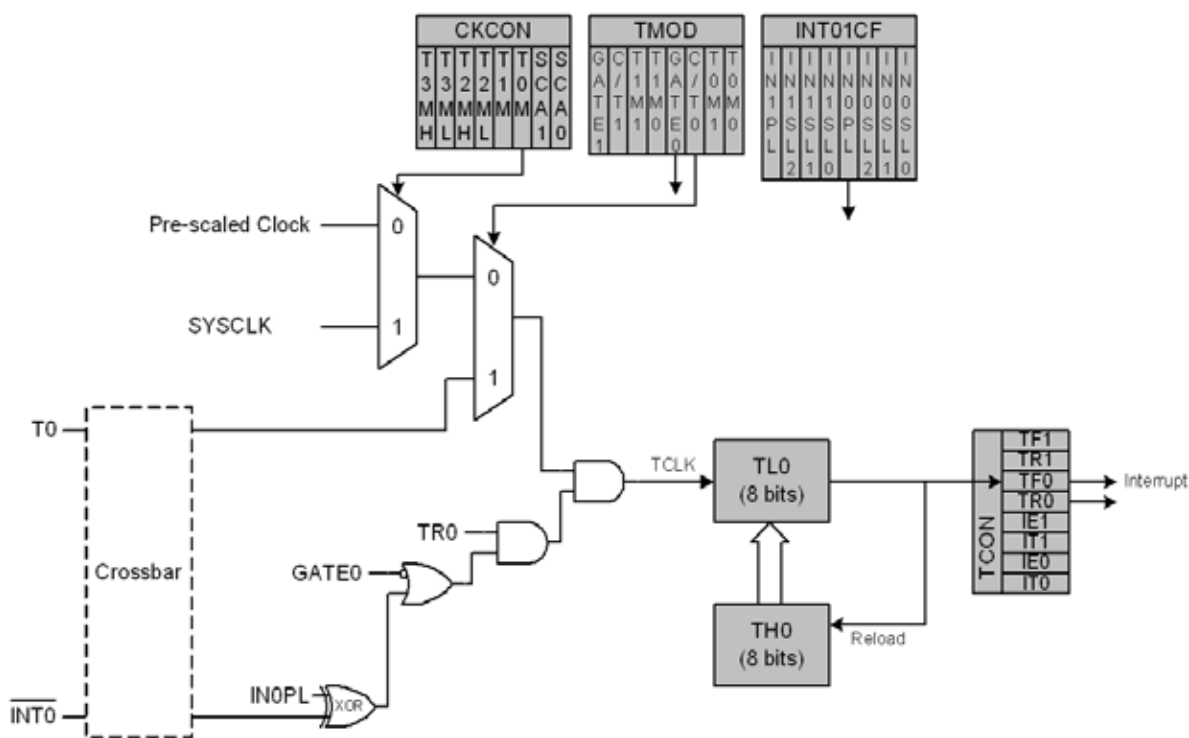 CKCON
T3MH T3ML T2MH T2ML T1M T0M SCA1 SCA0
TMOD
GATE1 C/T1 T1M1 T1M0 GATE0 C/T0 T0M1 T0M0
INT01CF
IN1PL IN1SL2 IN1SL1 IN1SL0 IN0PL IN0SL2 IN0SL1 IN0SL0
Pre-scaled Clock
0
0
SYSCLK
1
1
T0
TCLK
TL0
(8 bits)
TCON
TF1
TR1
TF0
TR0
IE1
IT1
IE0
IT0
Interrupt
TR0
Crossbar
GATE0
TH0
(8 bits)
Reload
IN0PL
XOR
INT0